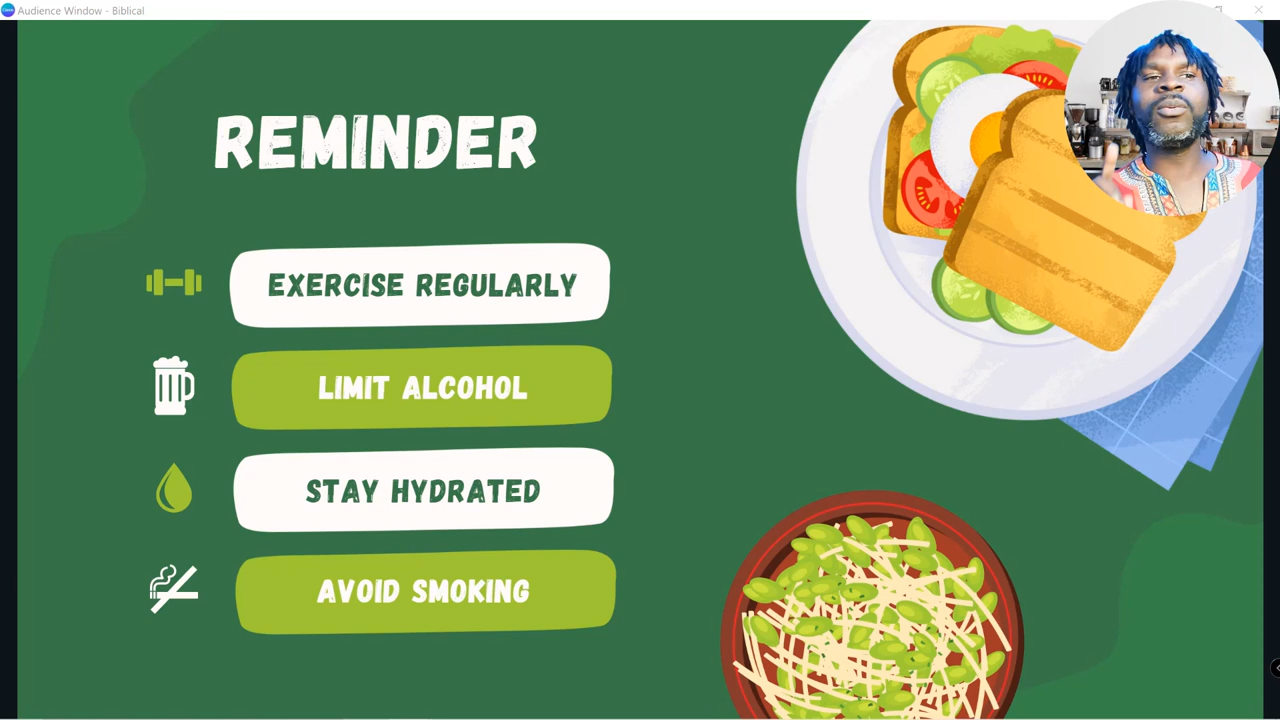 Audience Window - Biblical
REMINDER
EXERCISE REGULARLY
LIMIT ALCOHOL
STAY HYDRATED
AVOID SMOKING